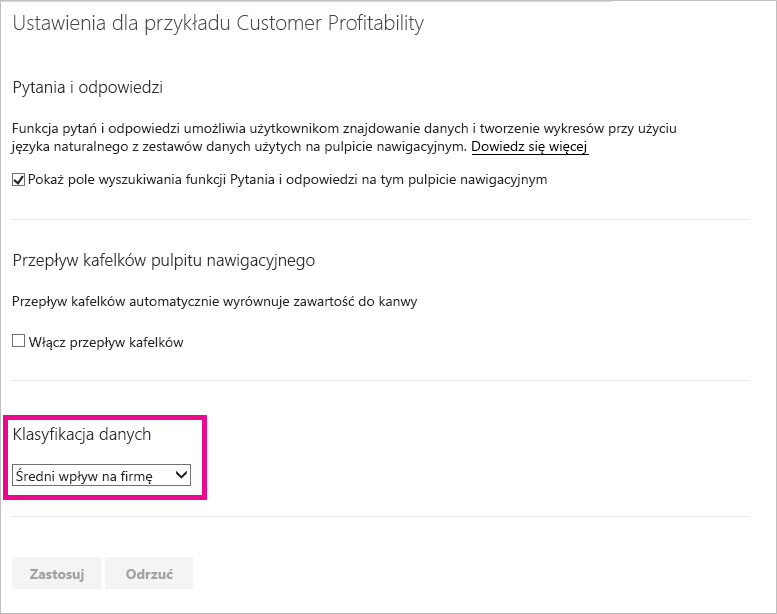 Ustawienia dla przykładu Customer Profitability
Pytania i odpowiedzi
Funkcja pytań i odpowiedzi umożliwia użytkownikom znajdowanie danych i tworzenie wykresów przy użyciu
języka naturalnego z zestawów danych użytych na pulpicie nawigacyjnym. Dowiedz się więcej
Pokaż pole wyszukiwania funkcji Pytania i odpowiedzi na tym pulpicie nawigacyjnym
Przepływ kafelków pulpitu nawigacyjnego
Przepływ kafelków automatycznie wyrównuje zawartość do kanwy
Włącz przepływ kafelków
Klasyfikacja danych
Średni wpływ na firmę
Zastosuj Odrzuć